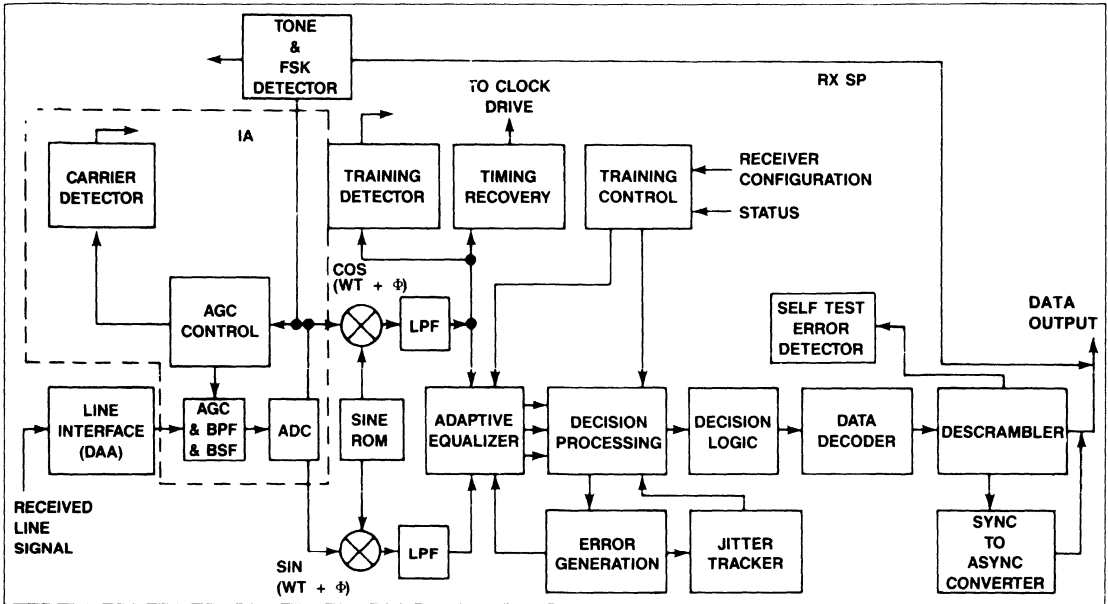 TONE
&
FSK
DETECTOR
RX SP
TO CLOCK
DRIVE
IA
CARRIER
DETECTOR
TRAINING
DETECTOR
TIMING
RECOVERY
TRAINING
CONTROL
RECEIVER
CONFIGURATION
STATUS
COS
(WT + Φ)
AGC
CONTROL
LPF
SELF TEST
ERROR
DETECTOR
DATA
OUTPUT
LINE
INTERFACE
(DAA)
AGC
& BPF
& BSF
ADC
SINE
ROM
ADAPTIVE
EQUALIZER
DECISION
PROCESSING
DECISION
LOGIC
DATA
DECODER
DESCRAMBLER
RECEIVED
LINE
SIGNAL
SIN
(WT + Φ)
LPF
ERROR
GENERATION
JITTER
TRACKER
SYNC
TO
ASYNC
CONVERTER